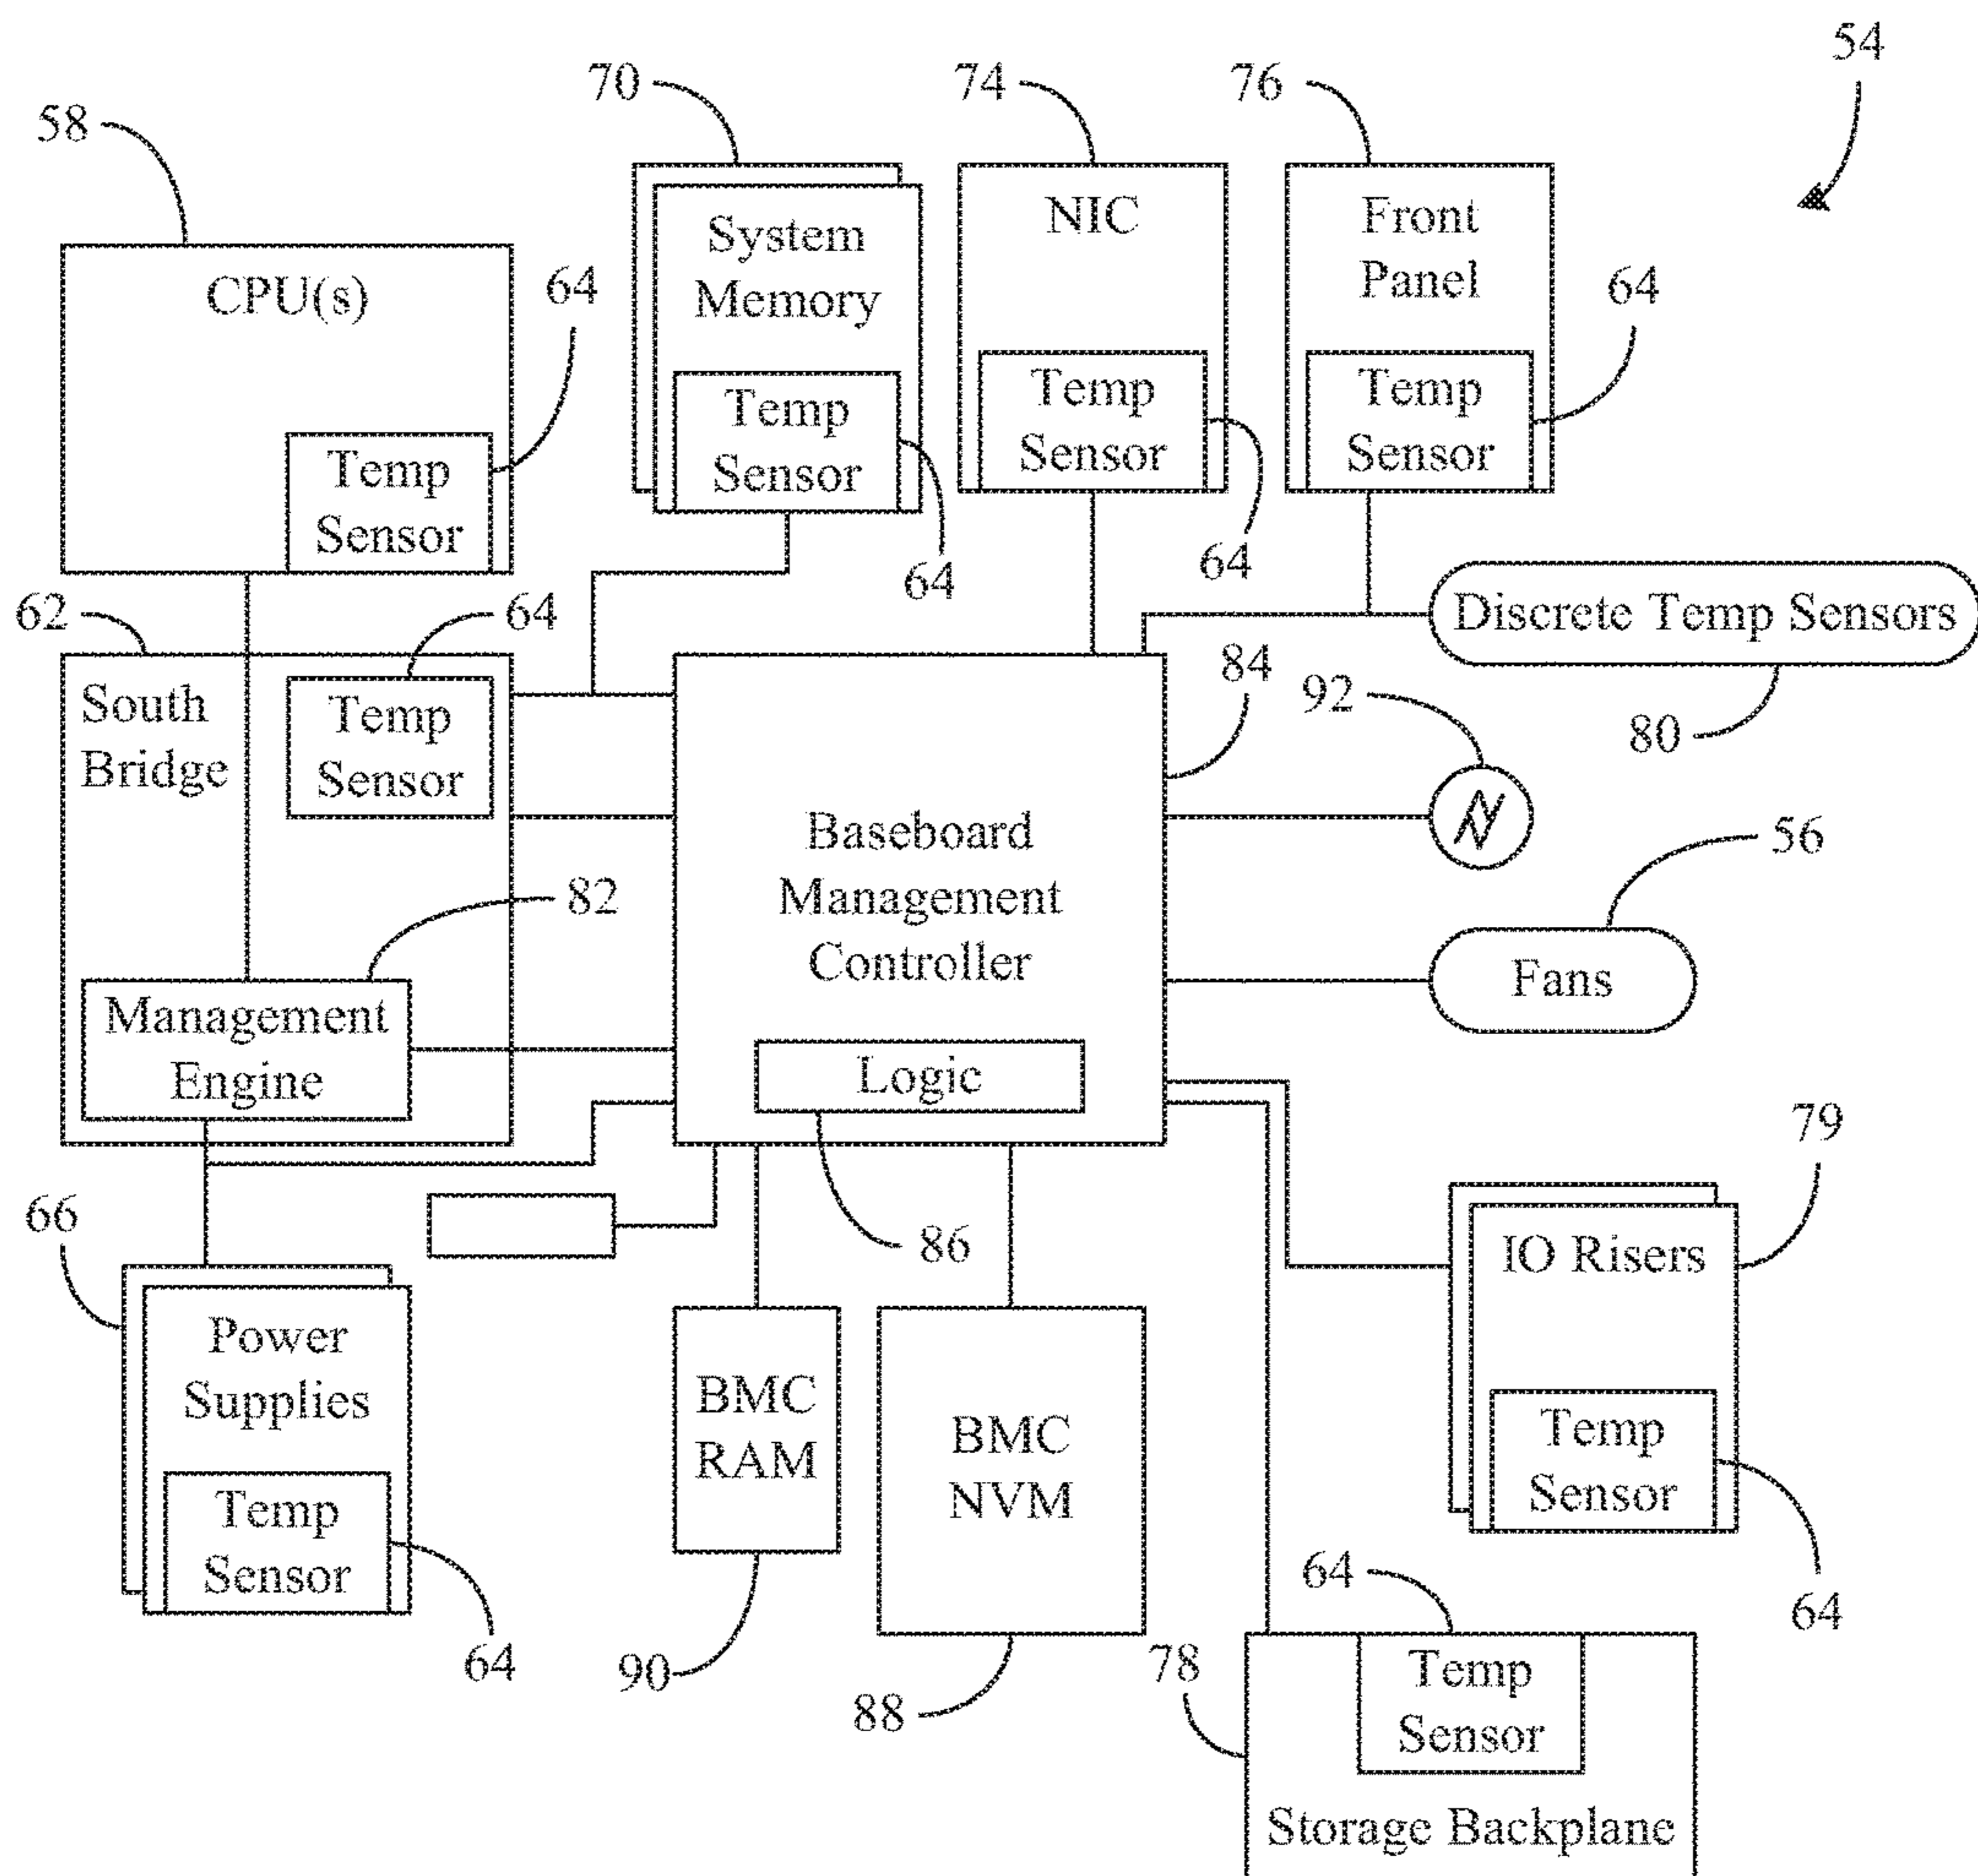 54
70
74
76
58
System
Memory
NIC
Front
Panel
CPU(s)
64
64
Temp
Sensor
Temp
Sensor
Temp
Sensor
Temp
Sensor
64
64
62
64
Discrete Temp Sensors
80
South
Bridge
Temp
Sensor
84
92
Baseboard
Management
Controller
56
82
Fans
Management
Engine
Logic
79
66
86
IO Risers
Power
Supplies
BMC
RAM
BMC
NVM
Temp
Sensor
Temp
Sensor
64
64
64
90
88
78
Temp
Sensor
Storage Backplane